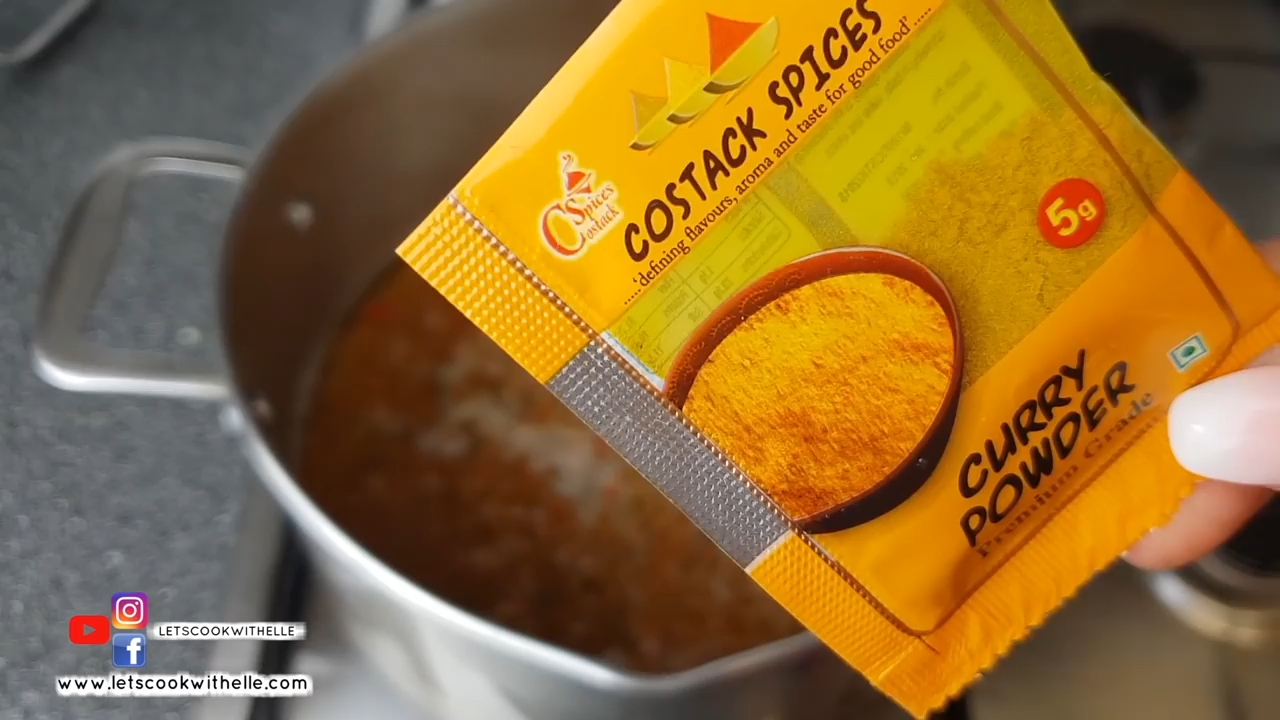 COSTACK SPICES
.....'defining flavours, aroma and taste for good food'.....
CS
Spices
Costack
5g
CURRY
POWDER
Premium Grade
LETSCOOKWITHELLE
www.letscookwithelle.com